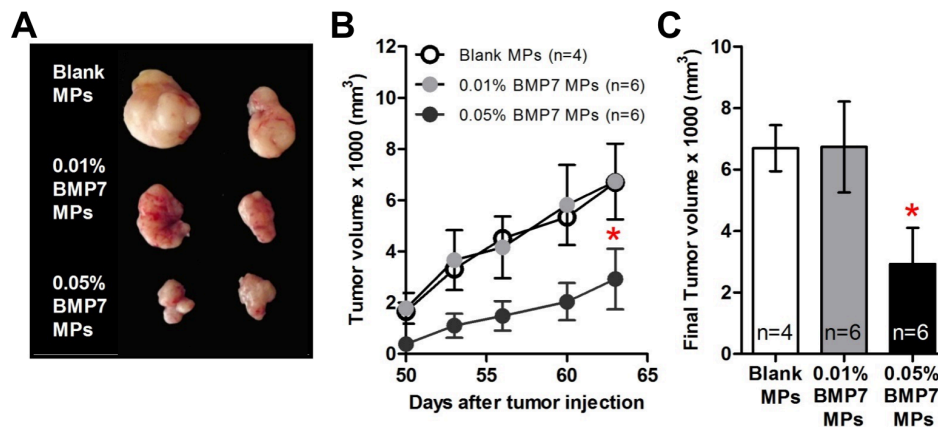 A
Blank
MPs
0.01%
BMP7
MPs
0.05%
BMP7
MPs
B
Tumor volume x 1000 (mm³)
12
10
8
6
4
2
0
Blank MPs (n=4)
0.01% BMP7 MPs (n=6)
0.05% BMP7 MPs (n=6)
*
50 55 60 65
Days after tumor injection
C
Final Tumor volume x 1000 (mm³)
10
8
6
4
2
0
*
n=4 n=6 n=6
Blank
MPs
0.01%
BMP7
MPs
0.05%
BMP7
MPs